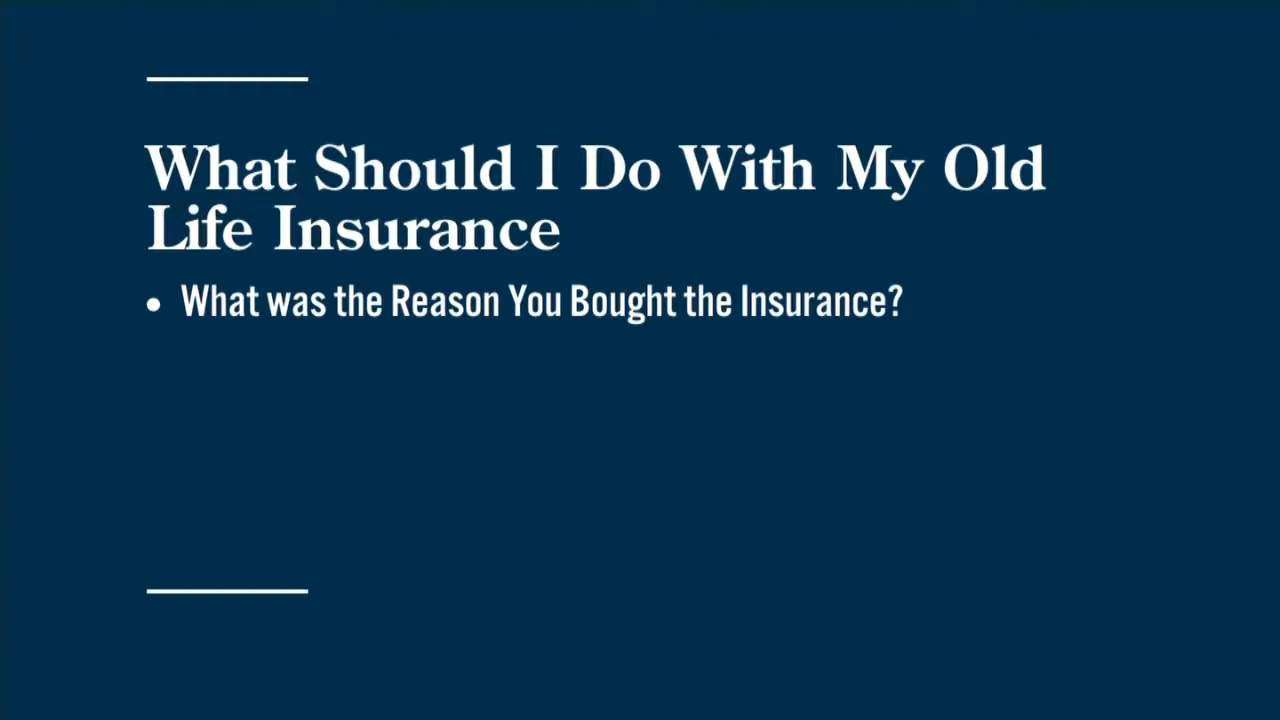 What Should I Do With My Old
Life Insurance
• What was the Reason You Bought the Insurance?